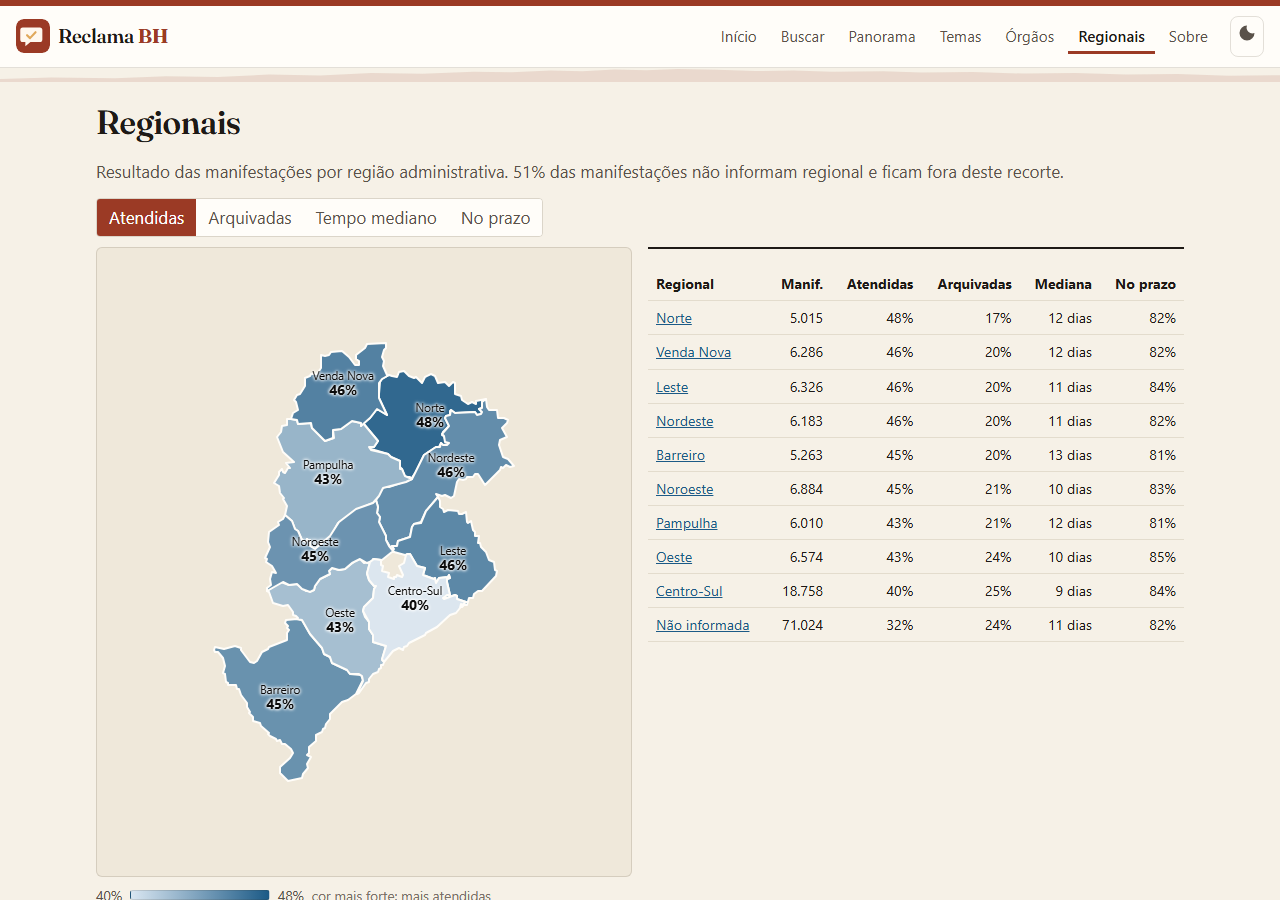 Reclama BH
Início Buscar Panorama Temas Órgãos Regionais Sobre
Regionais
Resultado das manifestações por região administrativa. 51% das manifestações não informam regional e ficam fora deste recorte.
Atendidas Arquivadas Tempo mediano No prazo
Venda Nova
46%
Norte
48%
Nordeste
46%
Pampulha
43%
Noroeste
45%
Leste
46%
Centro-Sul
40%
Oeste
43%
Barreiro
45%
40% 48% cor mais forte: mais atendidas
Regional Manif. Atendidas Arquivadas Mediana No prazo
Norte 5.015 48% 17% 12 dias 82%
Venda Nova 6.286 46% 20% 12 dias 82%
Leste 6.326 46% 20% 11 dias 84%
Nordeste 6.183 46% 20% 11 dias 82%
Barreiro 5.263 45% 20% 13 dias 81%
Noroeste 6.884 45% 21% 10 dias 83%
Pampulha 6.010 43% 21% 12 dias 81%
Oeste 6.574 43% 24% 10 dias 85%
Centro-Sul 18.758 40% 25% 9 dias 84%
Não informada 71.024 32% 24% 11 dias 82%